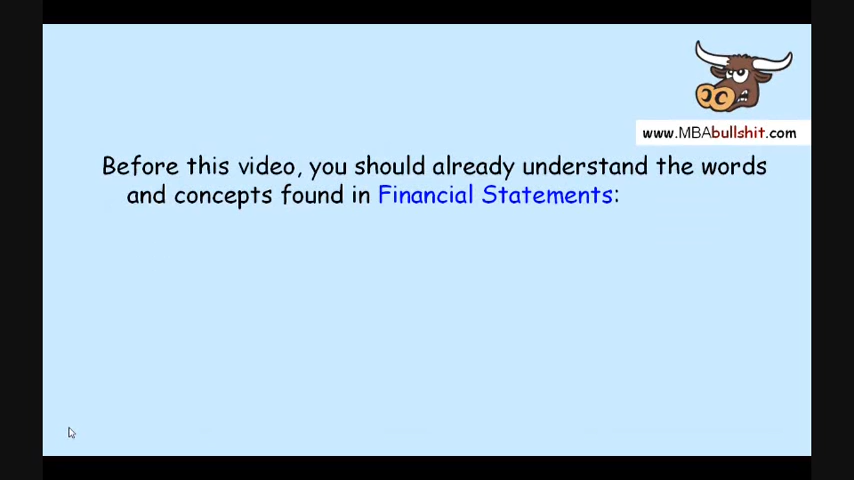 www.MBAbullshit.com
Before this video, you should already understand the words
and concepts found in Financial Statements: